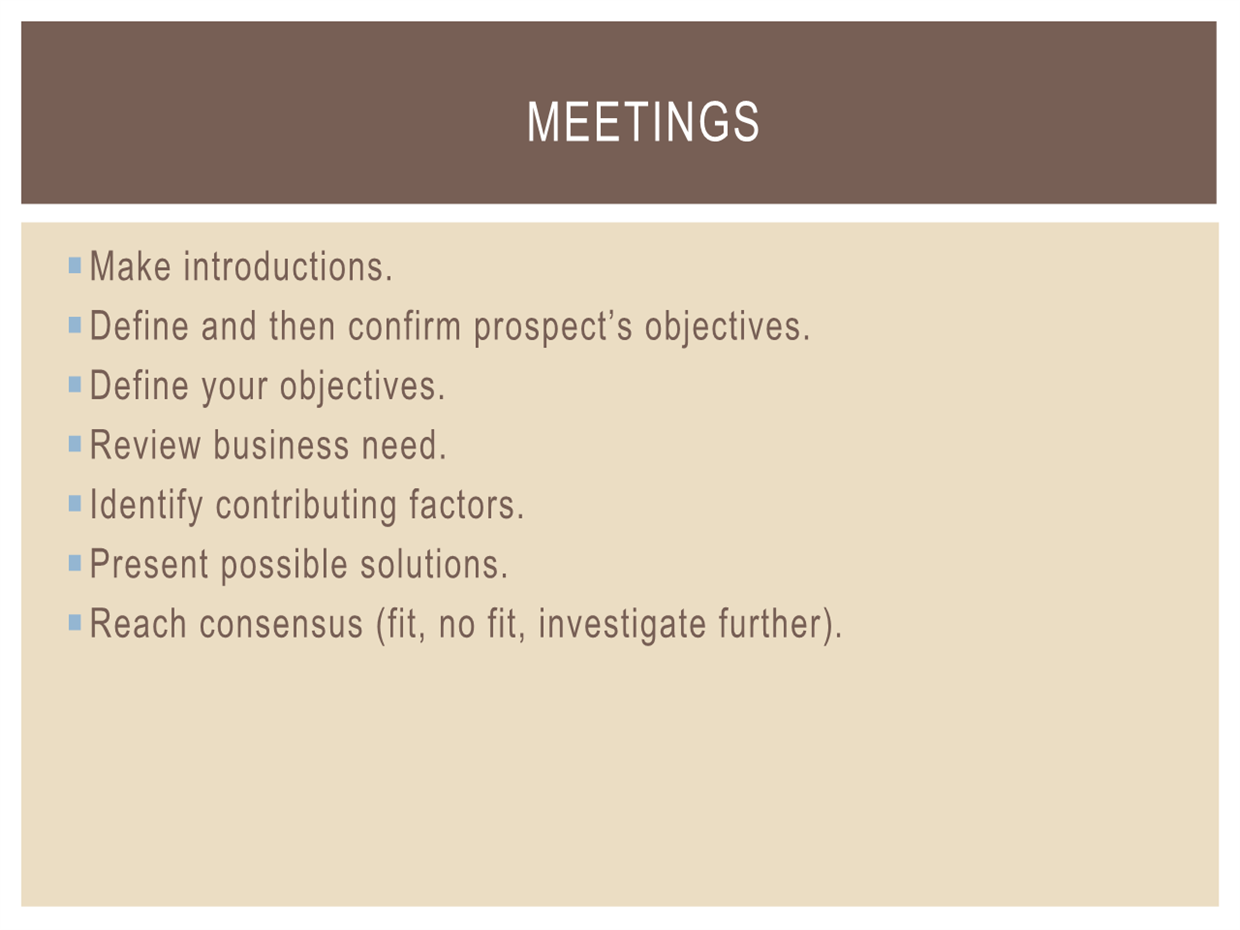 MEETINGS
Make introductions.
Define and then confirm prospect’s objectives.
Define your objectives.
Review business need.
Identify contributing factors.
Present possible solutions.
Reach consensus (fit, no fit, investigate further).